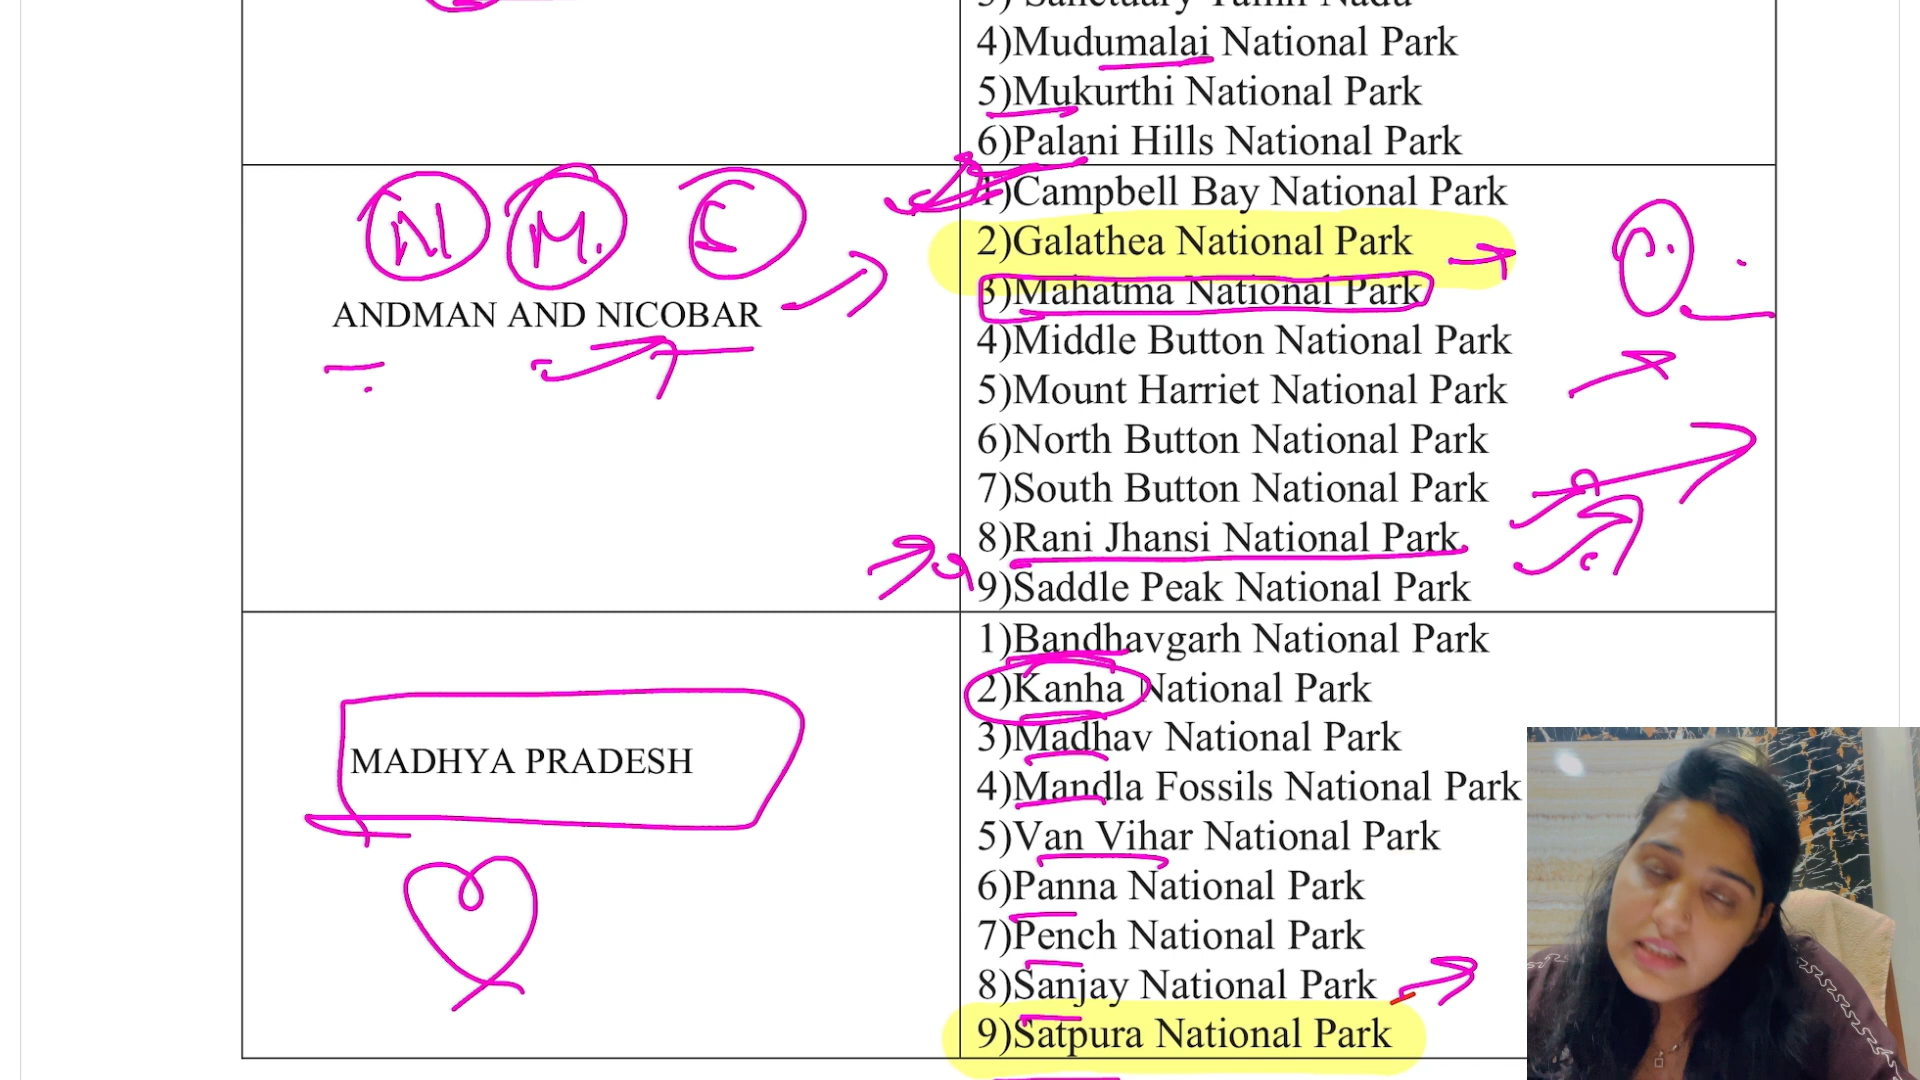 4)Mudumalai National Park
5)Mukurthi National Park
6)Palani Hills National Park
N M. S
ANDMAN AND NICOBAR
1)Campbell Bay National Park
2)Galathea National Park
3)Mahatma National Park
4)Middle Button National Park
5)Mount Harriet National Park
6)North Button National Park
7)South Button National Park
8)Rani Jhansi National Park
9)Saddle Peak National Park
MADHYA PRADESH
1)Bandhavgarh National Park
2)Kanha National Park
3)Madhav National Park
4)Mandla Fossils National Park
5)Van Vihar National Park
6)Panna National Park
7)Pench National Park
8)Sanjay National Park
9)Satpura National Park